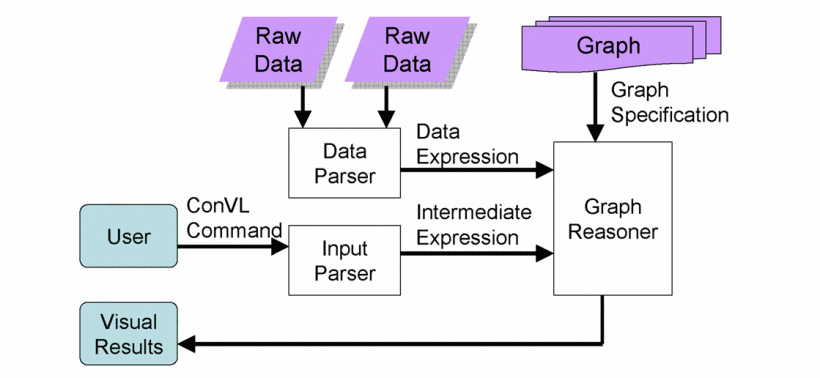 Raw
Data
Raw
Data
Graph
Graph
Specification
Data
Parser
Data
Expression
Graph
Reasoner
User
ConVL
Command
Input
Parser
Intermediate
Expression
Visual
Results